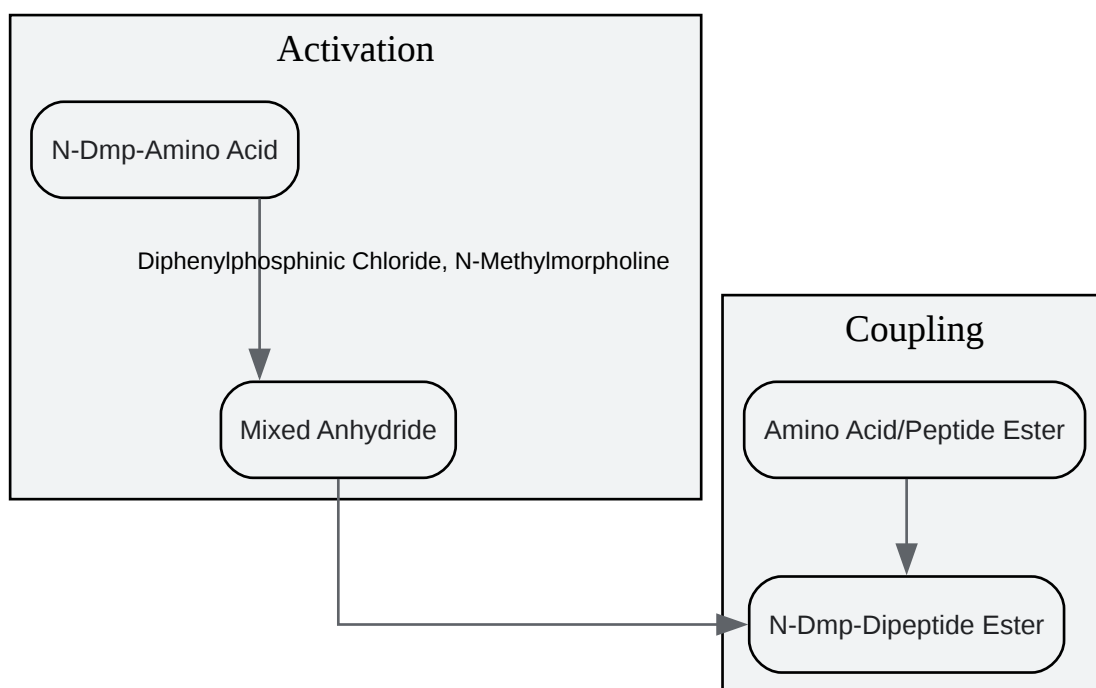 Activation
N-Dmp-Amino Acid
Diphenylphosphinic Chloride, N-Methylmorpholine
Mixed Anhydride
Coupling
Amino Acid/Peptide Ester
N-Dmp-Dipeptide Ester